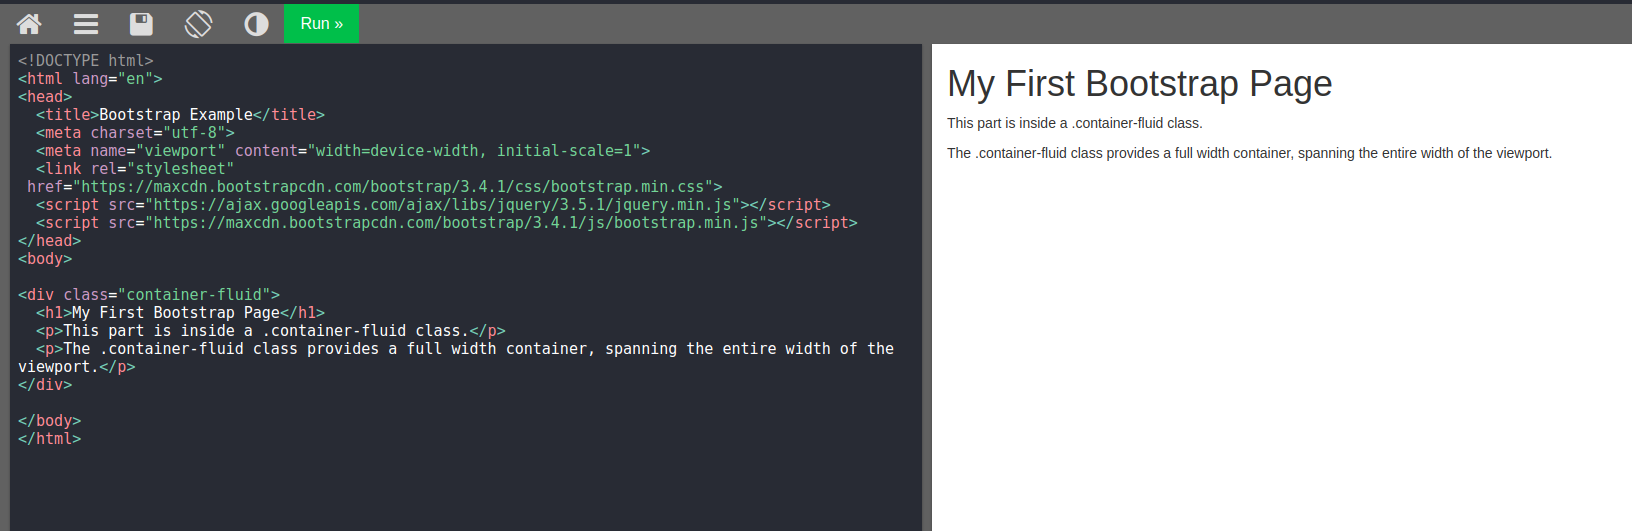 Run »
<!DOCTYPE html>
<html lang="en">
<head>
  <title>Bootstrap Example</title>
  <meta charset="utf-8">
  <meta name="viewport" content="width=device-width, initial-scale=1">
  <link rel="stylesheet"
 href="https://maxcdn.bootstrapcdn.com/bootstrap/3.4.1/css/bootstrap.min.css">
  <script src="https://ajax.googleapis.com/ajax/libs/jquery/3.5.1/jquery.min.js"></script>
  <script src="https://maxcdn.bootstrapcdn.com/bootstrap/3.4.1/js/bootstrap.min.js"></script>
</head>
<body>
<div class="container-fluid">
  <h1>My First Bootstrap Page</h1>
  <p>This part is inside a .container-fluid class.</p>
  <p>The .container-fluid class provides a full width container, spanning the entire width of the
viewport.</p>
</div>
</body>
</html>
My First Bootstrap Page
This part is inside a .container-fluid class.
The .container-fluid class provides a full width container, spanning the entire width of the viewport.